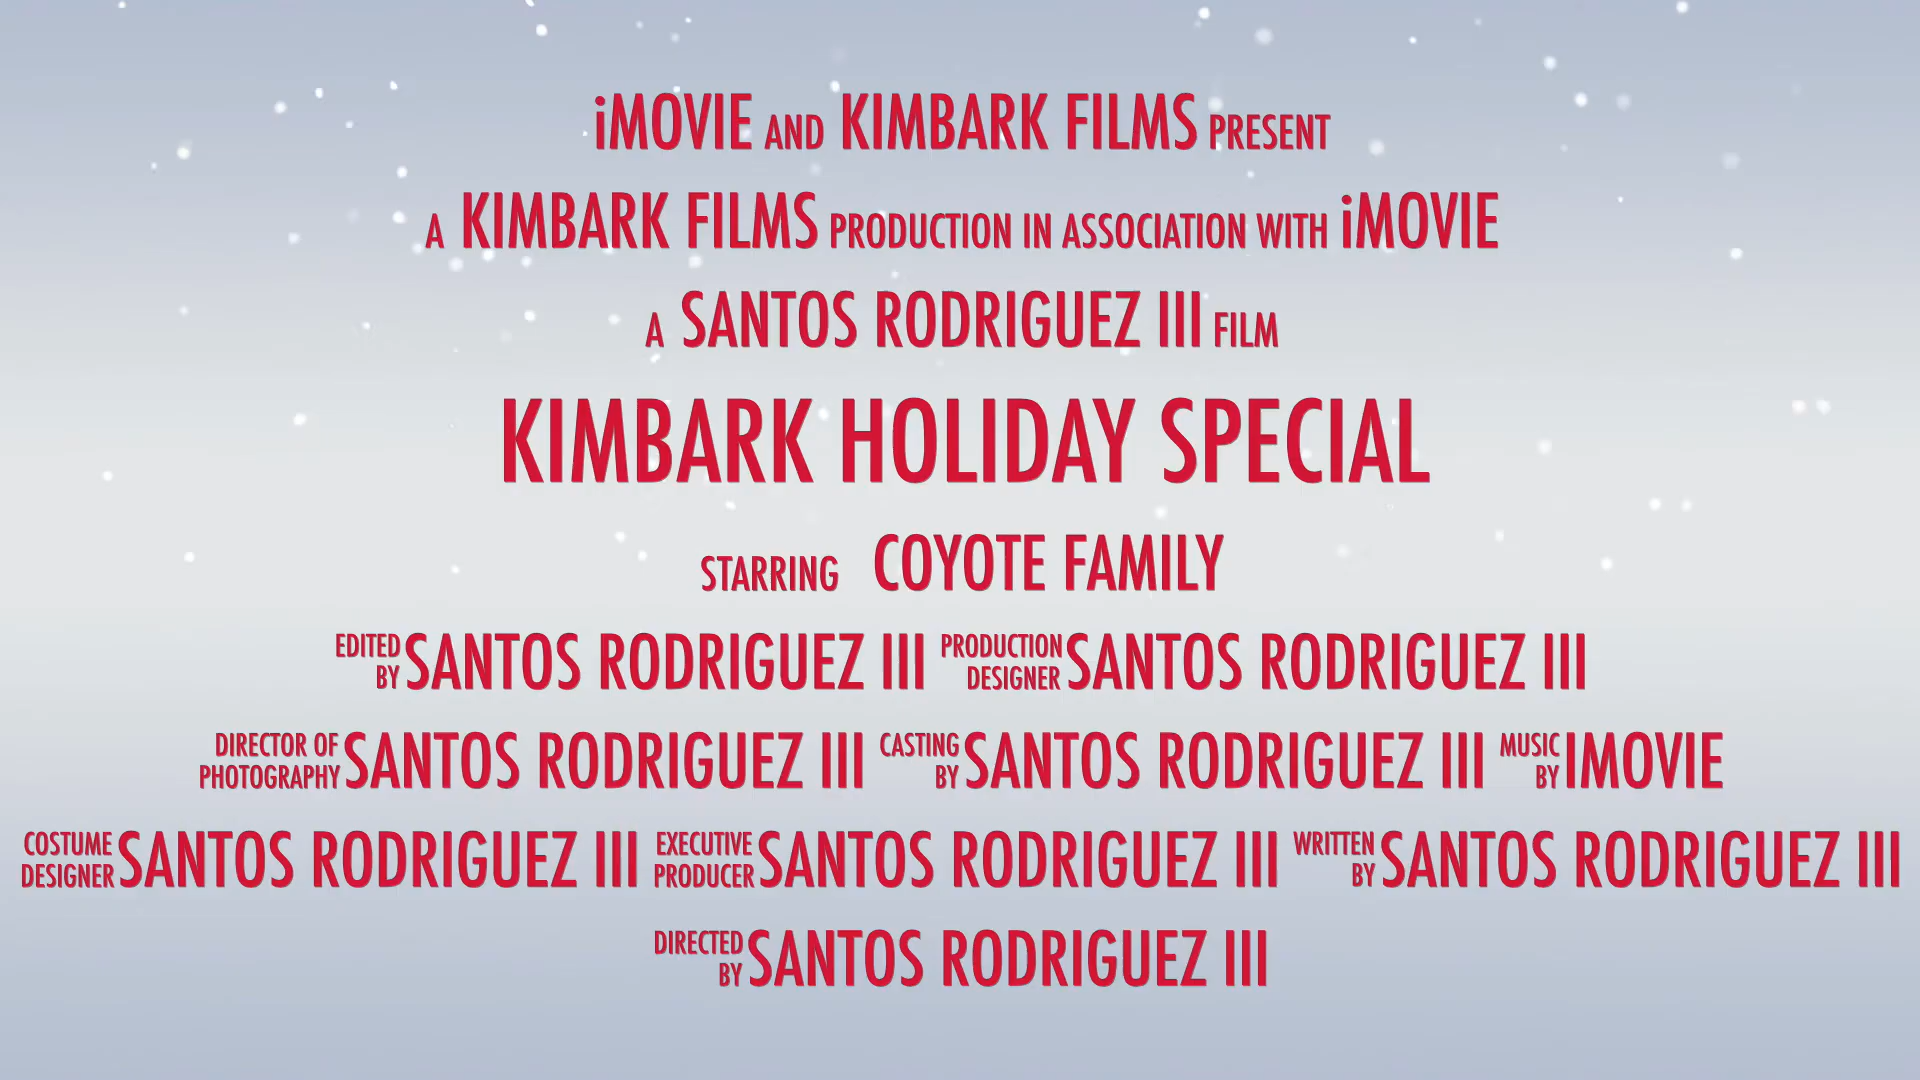 iMOVIE AND KIMBARK FILMS PRESENT
A KIMBARK FILMS PRODUCTION IN ASSOCIATION WITH iMOVIE
A SANTOS RODRIGUEZ III FILM
KIMBARK HOLIDAY SPECIAL
STARRING COYOTE FAMILY
EDITED BY SANTOS RODRIGUEZ III PRODUCTION DESIGNER SANTOS RODRIGUEZ III
DIRECTOR OF PHOTOGRAPHY SANTOS RODRIGUEZ III CASTING BY SANTOS RODRIGUEZ III MUSIC BY IMOVIE
COSTUME DESIGNER SANTOS RODRIGUEZ III EXECUTIVE PRODUCER SANTOS RODRIGUEZ III WRITTEN BY SANTOS RODRIGUEZ III
DIRECTED BY SANTOS RODRIGUEZ III